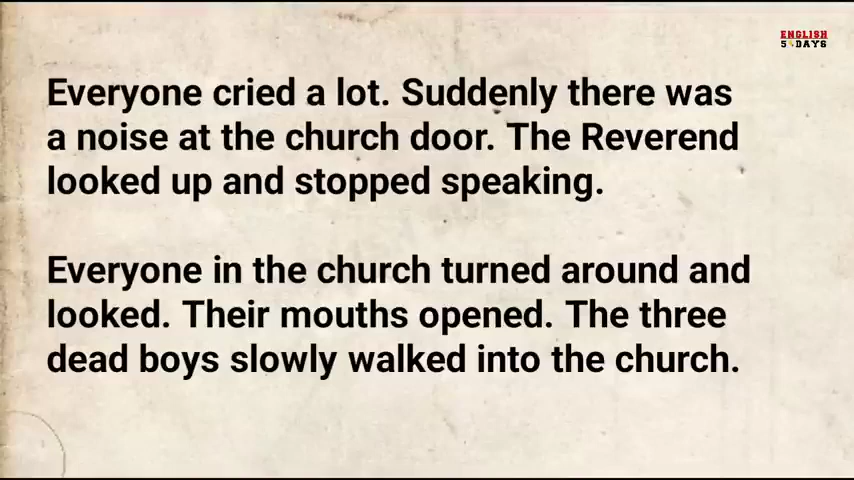 ENGLISH
5 DAYS
Everyone cried a lot. Suddenly there was
a noise at the church door. The Reverend
looked up and stopped speaking.
Everyone in the church turned around and
looked. Their mouths opened. The three
dead boys slowly walked into the church.